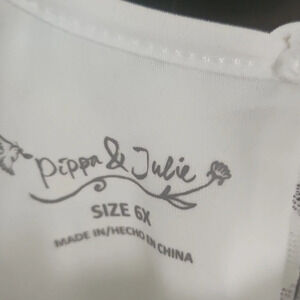 Pippa & Julie
SIZE 6X
MADE IN/HECHO EN CHINA